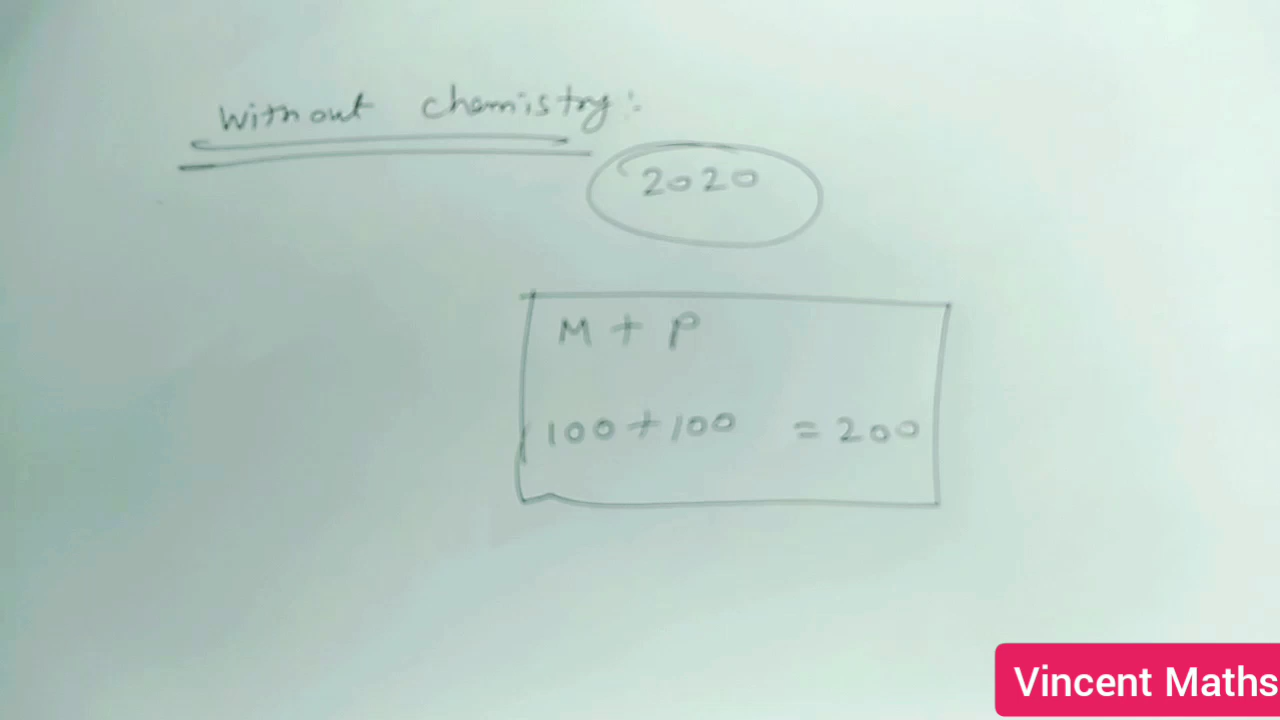 Without chemistry:
2020
M + P
100 + 100 = 200
Vincent Maths